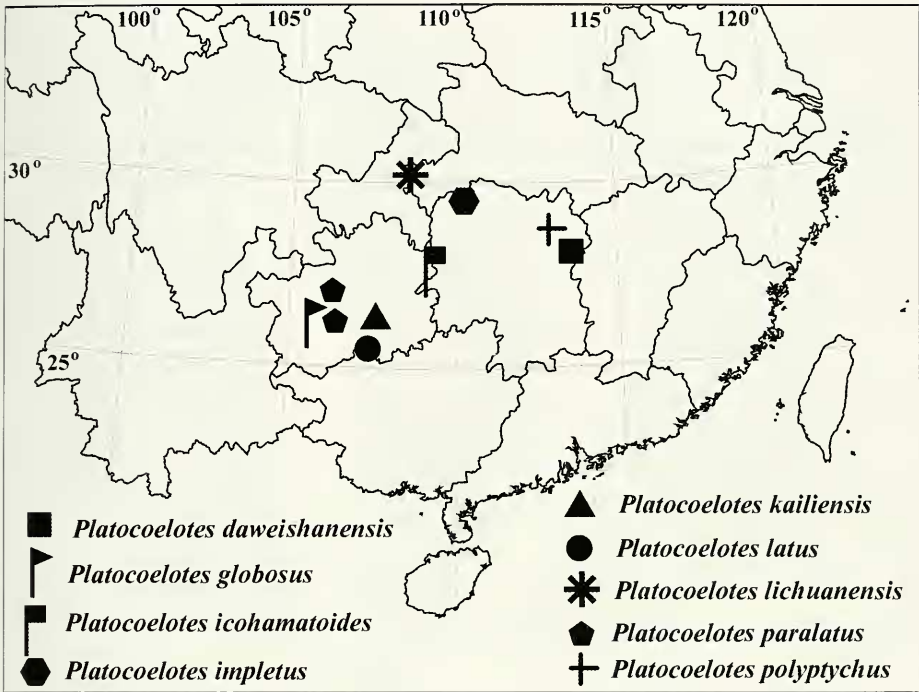 100° 105° 110° 115° 120°
30°
25°
Platocoelotes daweishanensis
Platocoelotes globosus
Platocoelotes icohamatoides
Platocoelotes impletus
Platocoelotes kailiensis
Platocoelotes latus
Platocoelotes lichuanensis
Platocoelotes paralatus
Platocoelotes polyptychus